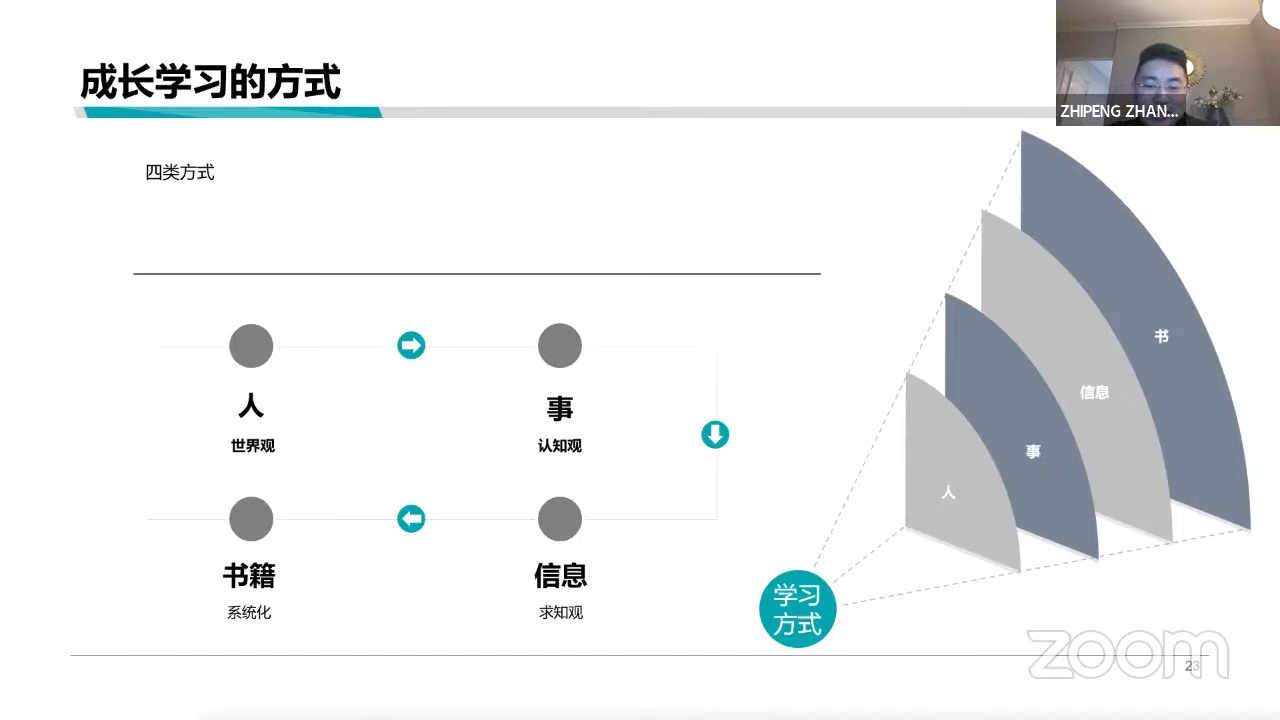 成长学习的方式
ZHIPENG ZHAN...
四类方式
人
世界观
事
认知观
书籍
系统化
信息
求知观
书
信息
事
人
学习
方式
zoom
23